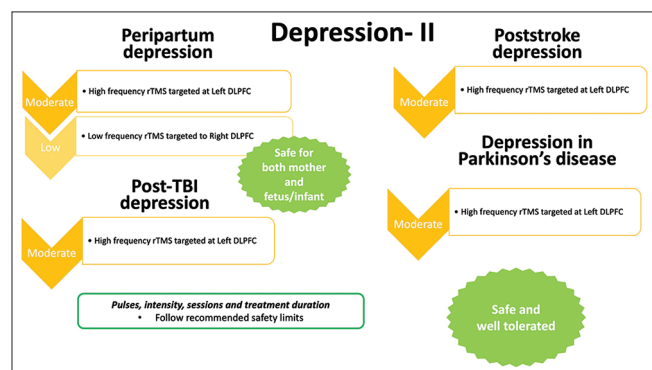 Depression- II
Peripartum
depression
Moderate
• High frequency rTMS targeted at Left DLPFC
Low
• Low frequency rTMS targeted to Right DLPFC
Safe for
both mother
and
fetus/infant
Post-TBI
depression
Moderate
• High frequency rTMS targeted at Left DLPFC
Poststroke
depression
Moderate
• High frequency rTMS targeted at Left DLPFC
Depression in
Parkinson's disease
Moderate
• High frequency rTMS targeted at Left DLPFC
Pulses, intensity, sessions and treatment duration
• Follow recommended safety limits
Safe and
well tolerated